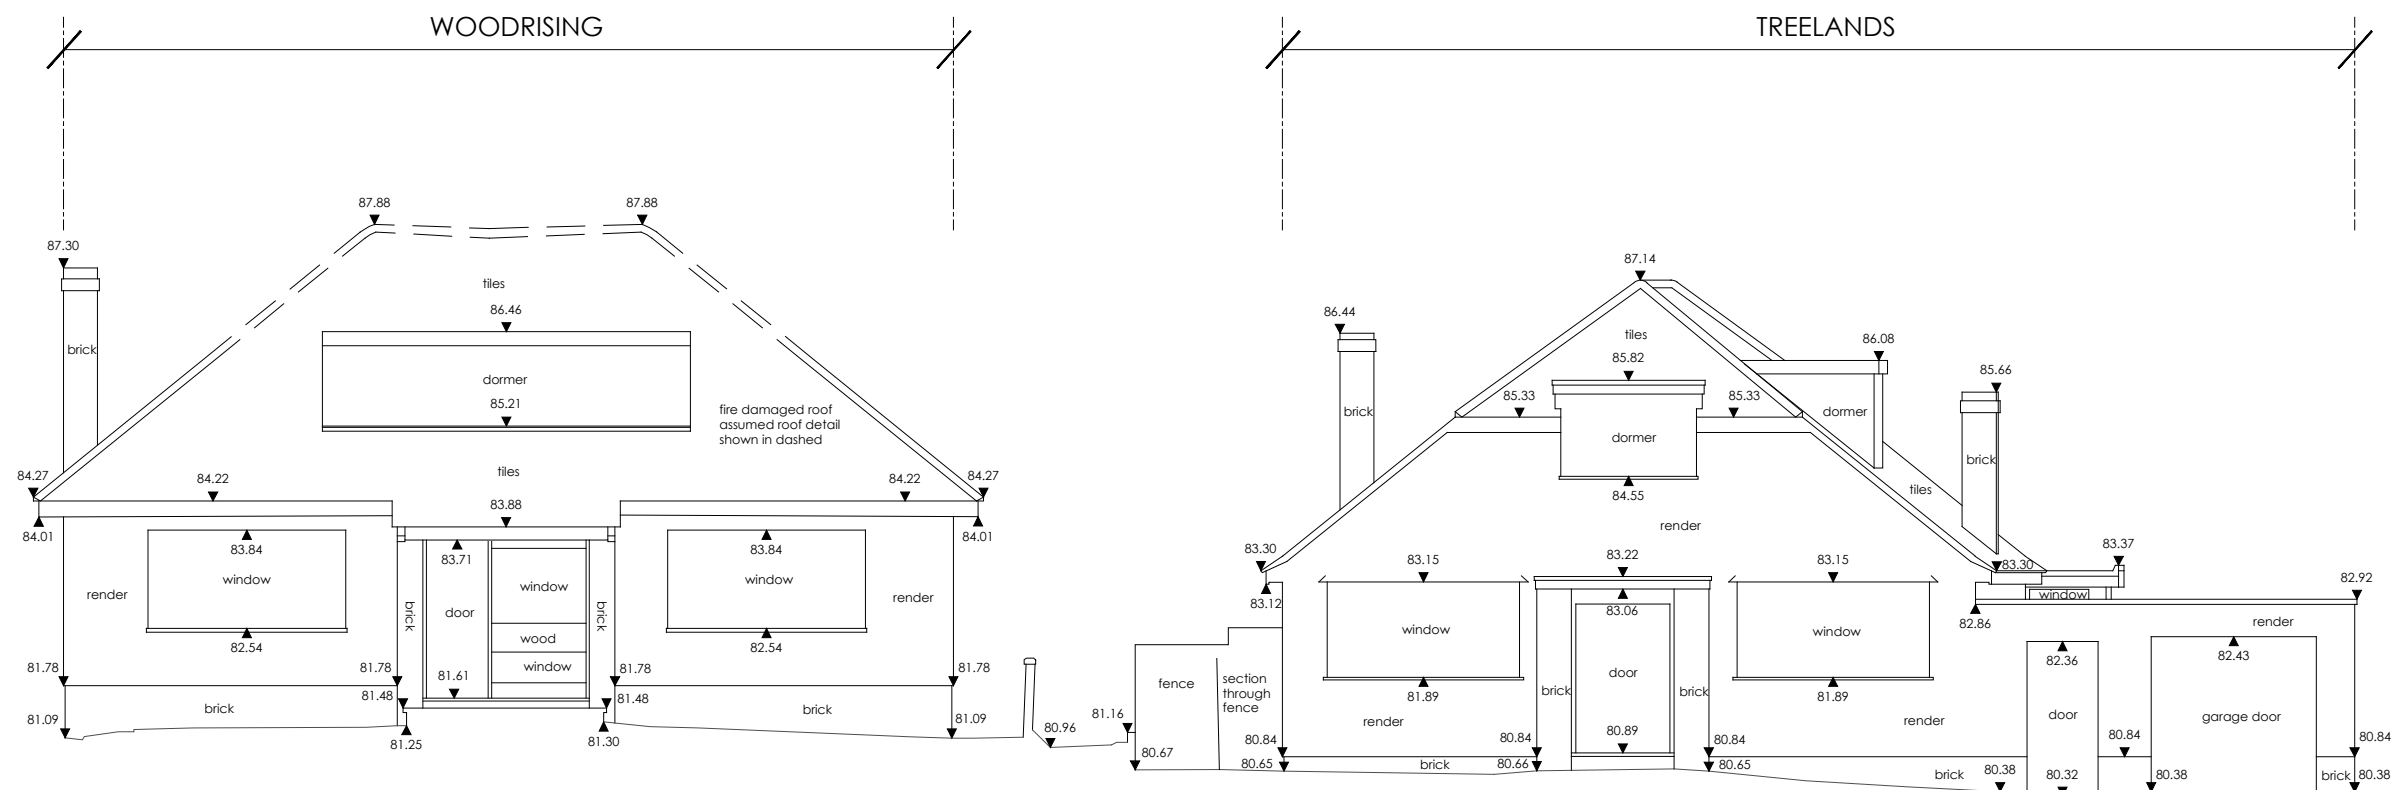 WOODRISING
TREELANDS
87.88
87.88
87.30
tiles
86.46
brick
dormer
85.21
fire damaged roof
assumed roof detail
shown in dashed
tiles
84.27
84.22
84.22
84.27
83.88
84.01
83.84
83.71
83.84
84.01
window
window
window
render
door
brick
brick
render
wood
82.54
82.54
window
81.78
81.78
81.61
81.78
81.78
81.48
81.48
brick
brick
81.09
81.09
81.25
81.30
80.96
87.14
86.44
tiles
86.08
85.82
85.66
85.33
85.33
brick
dormer
dormer
brick
84.55
tiles
render
83.30
83.15
83.22
83.15
83.30
83.37
82.92
83.12
83.06
window
82.86
render
window
window
82.36
82.43
fence
section
through
fence
door
brick
brick
81.89
81.89
81.16
render
render
door
garage door
80.84
80.89
80.84
80.84
80.84
80.84
80.67
80.65
brick
80.66
80.65
brick
80.38
80.32
80.38
brick
80.38